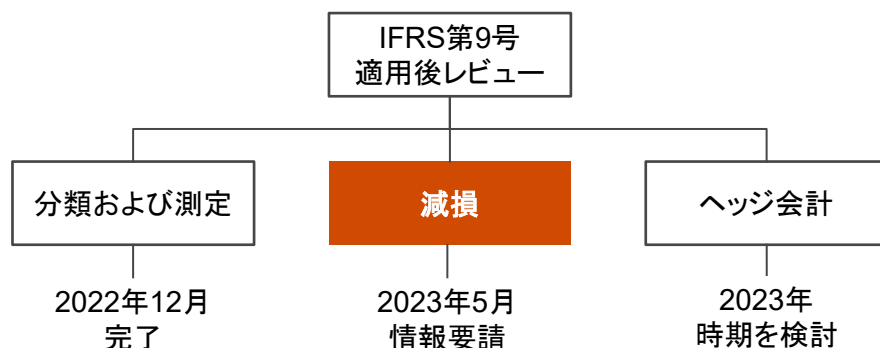 IFRS第9号
適用後レビュー
分類および測定
減損
ヘッジ会計
2022年12月
完了
2023年5月
情報要請
2023年
時期を検討